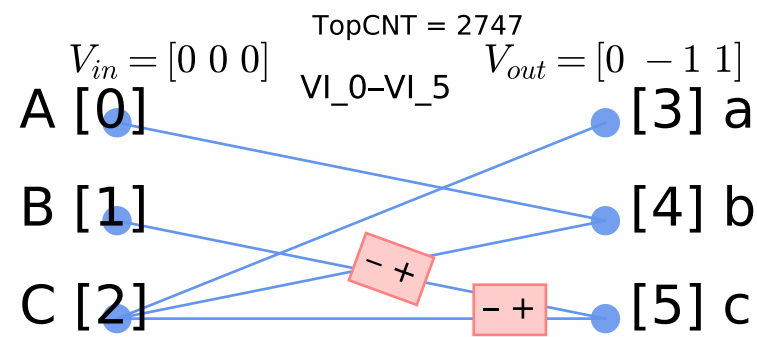 TopCNT = 2747
V_in = [0 0 0]
V_out = [0 −1 1]
VI_0–VI_5
A [0]
[3] a
B [1]
[4] b
− +
C [2]
− +
[5] c